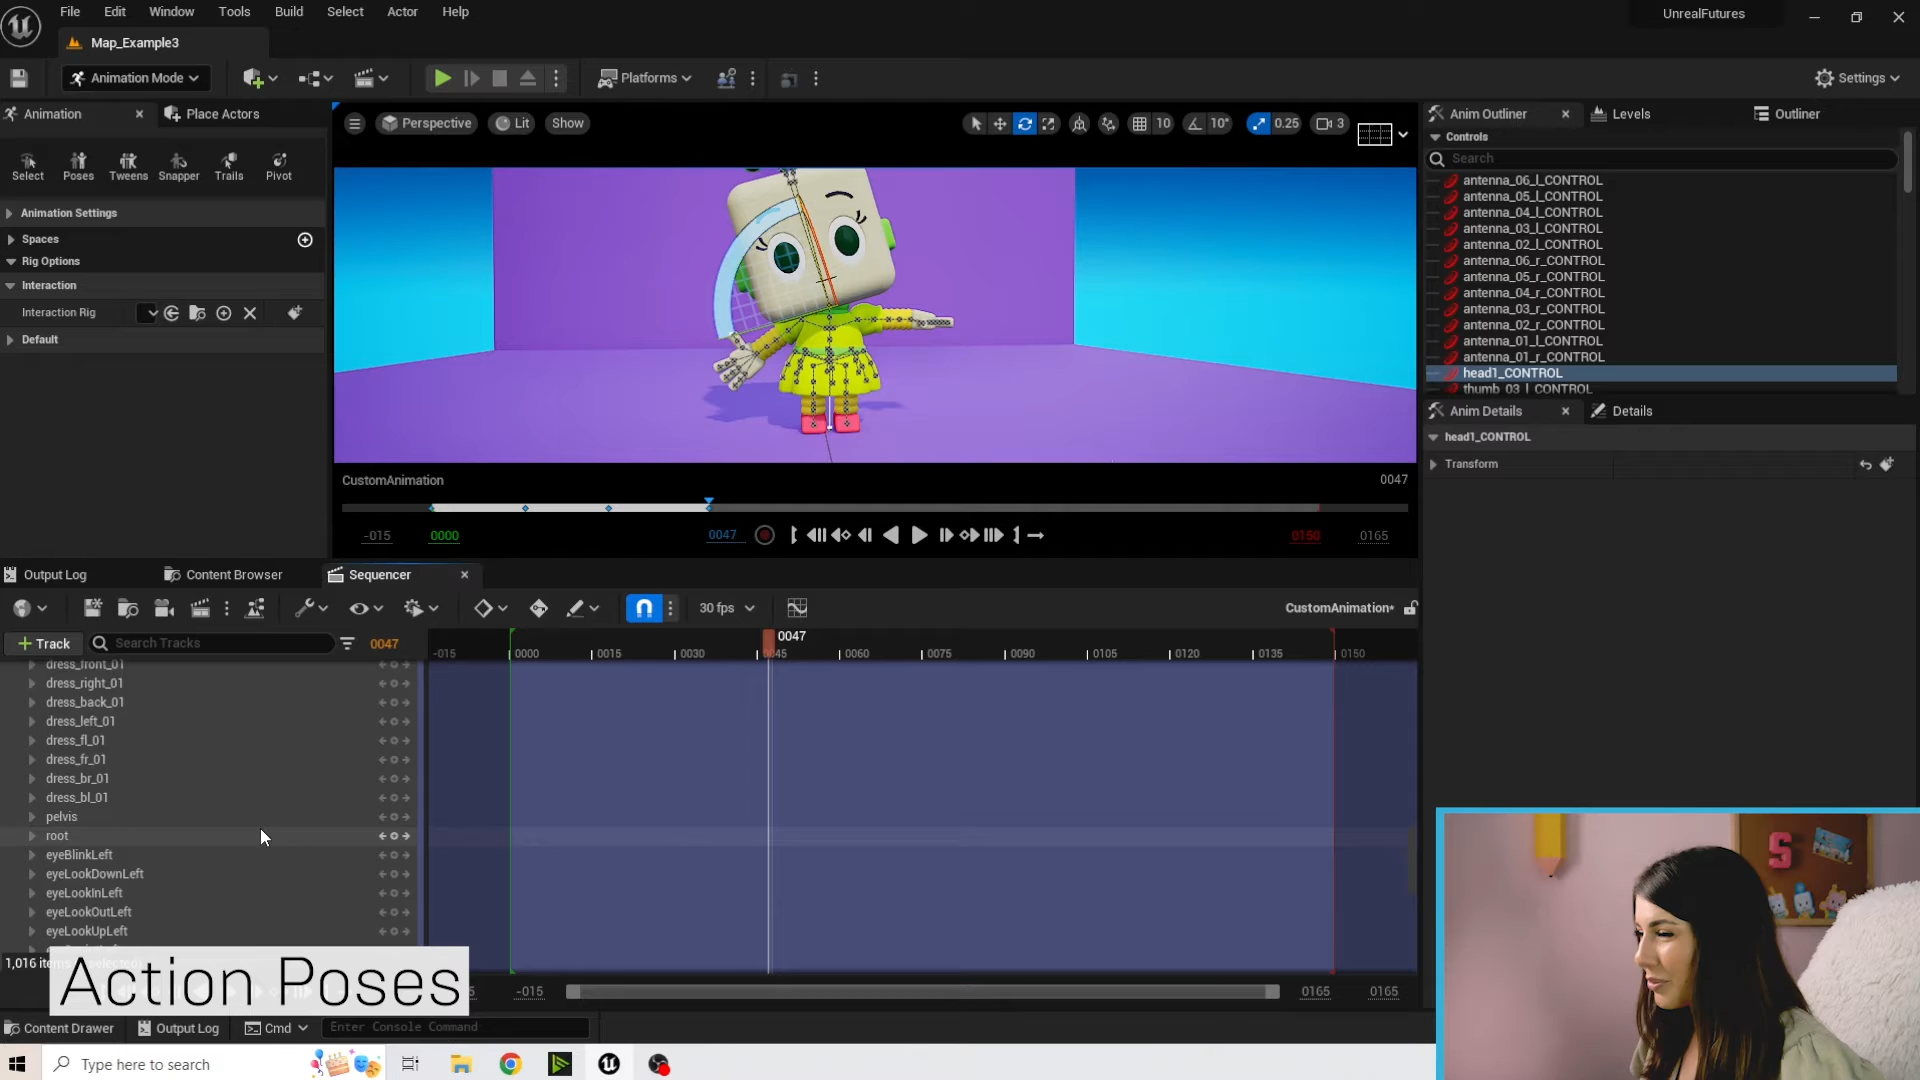 File Edit Window Tools Build Select Actor Help
UnrealFutures
Map_Example3
Animation Mode
Platforms
Settings
Animation
Place Actors
Select Poses Tweens Snapper Trails Pivot
Animation Settings
Spaces
Rig Options
Interaction
Interaction Rig
Default
Perspective Lit Show
10 10° 0.25 3
CustomAnimation
0047
-015 0000 0047 0150 0165
Anim Outliner
Levels
Outliner
Controls
Search
antenna_06_l_CONTROL
antenna_05_l_CONTROL
antenna_04_l_CONTROL
antenna_03_l_CONTROL
antenna_02_l_CONTROL
antenna_06_r_CONTROL
antenna_05_r_CONTROL
antenna_04_r_CONTROL
antenna_03_r_CONTROL
antenna_02_r_CONTROL
antenna_01_l_CONTROL
antenna_01_r_CONTROL
head1_CONTROL
thumb_03_l_CONTROL
Anim Details
Details
head1_CONTROL
Transform
Output Log
Content Browser
Sequencer
30 fps
CustomAnimation*
Track
Search Tracks
0047
0047
-015 0000 0015 0030 0045 0060 0075 0090 0105 0120 0135 0150
dress_front_01
dress_right_01
dress_back_01
dress_left_01
dress_fl_01
dress_fr_01
dress_br_01
dress_bl_01
pelvis
root
eyeBlinkLeft
eyeLookDownLeft
eyeLookInLeft
eyeLookOutLeft
eyeLookUpLeft
1,016
Action Poses
-015 0165 0165
Content Drawer
Output Log
Cmd
Enter Console Command
Type here to search
S